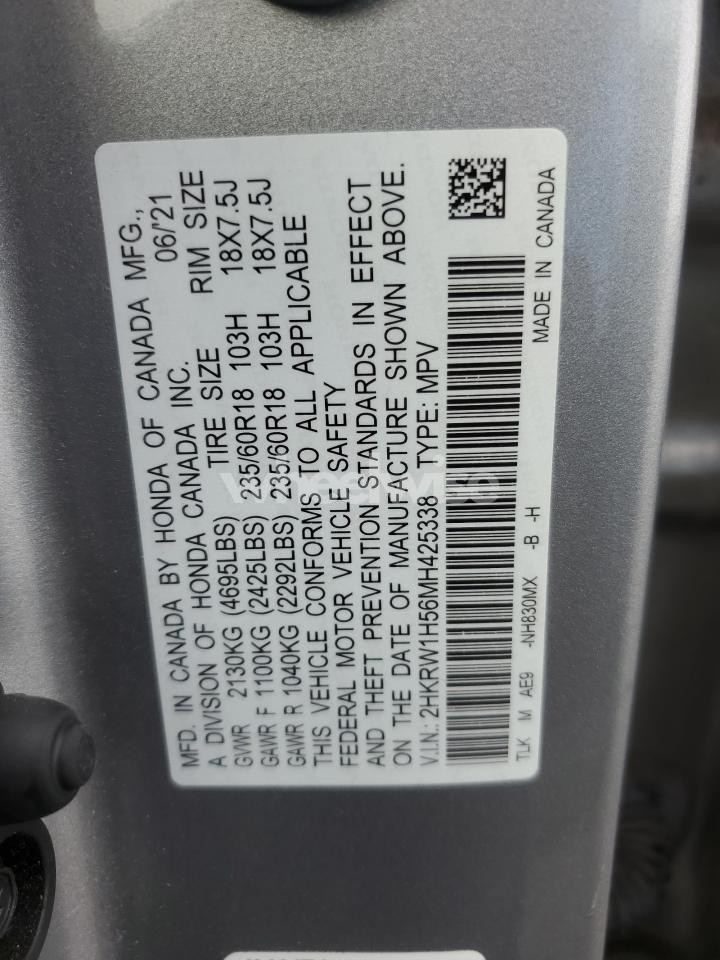 MFD. IN CANADA BY HONDA OF CANADA MFG.,
A DIVISION OF HONDA CANADA INC. 06/'21
GVWR 2130KG (4695LBS) TIRE SIZE RIM SIZE
GAWR F 1100KG (2425LBS) 235/60R18 103H 18X7.5J
GAWR R 1040KG (2292LBS) 235/60R18 103H 18X7.5J
THIS VEHICLE CONFORMS TO ALL APPLICABLE
FEDERAL MOTOR VEHICLE SAFETY
AND THEFT PREVENTION STANDARDS IN EFFECT
ON THE DATE OF MANUFACTURE SHOWN ABOVE.
V.I.N.: 2HKRW1H56MH425338 TYPE: MPV
TLK M AE9 -NH830MX -B -H MADE IN CANADA
wheelwise